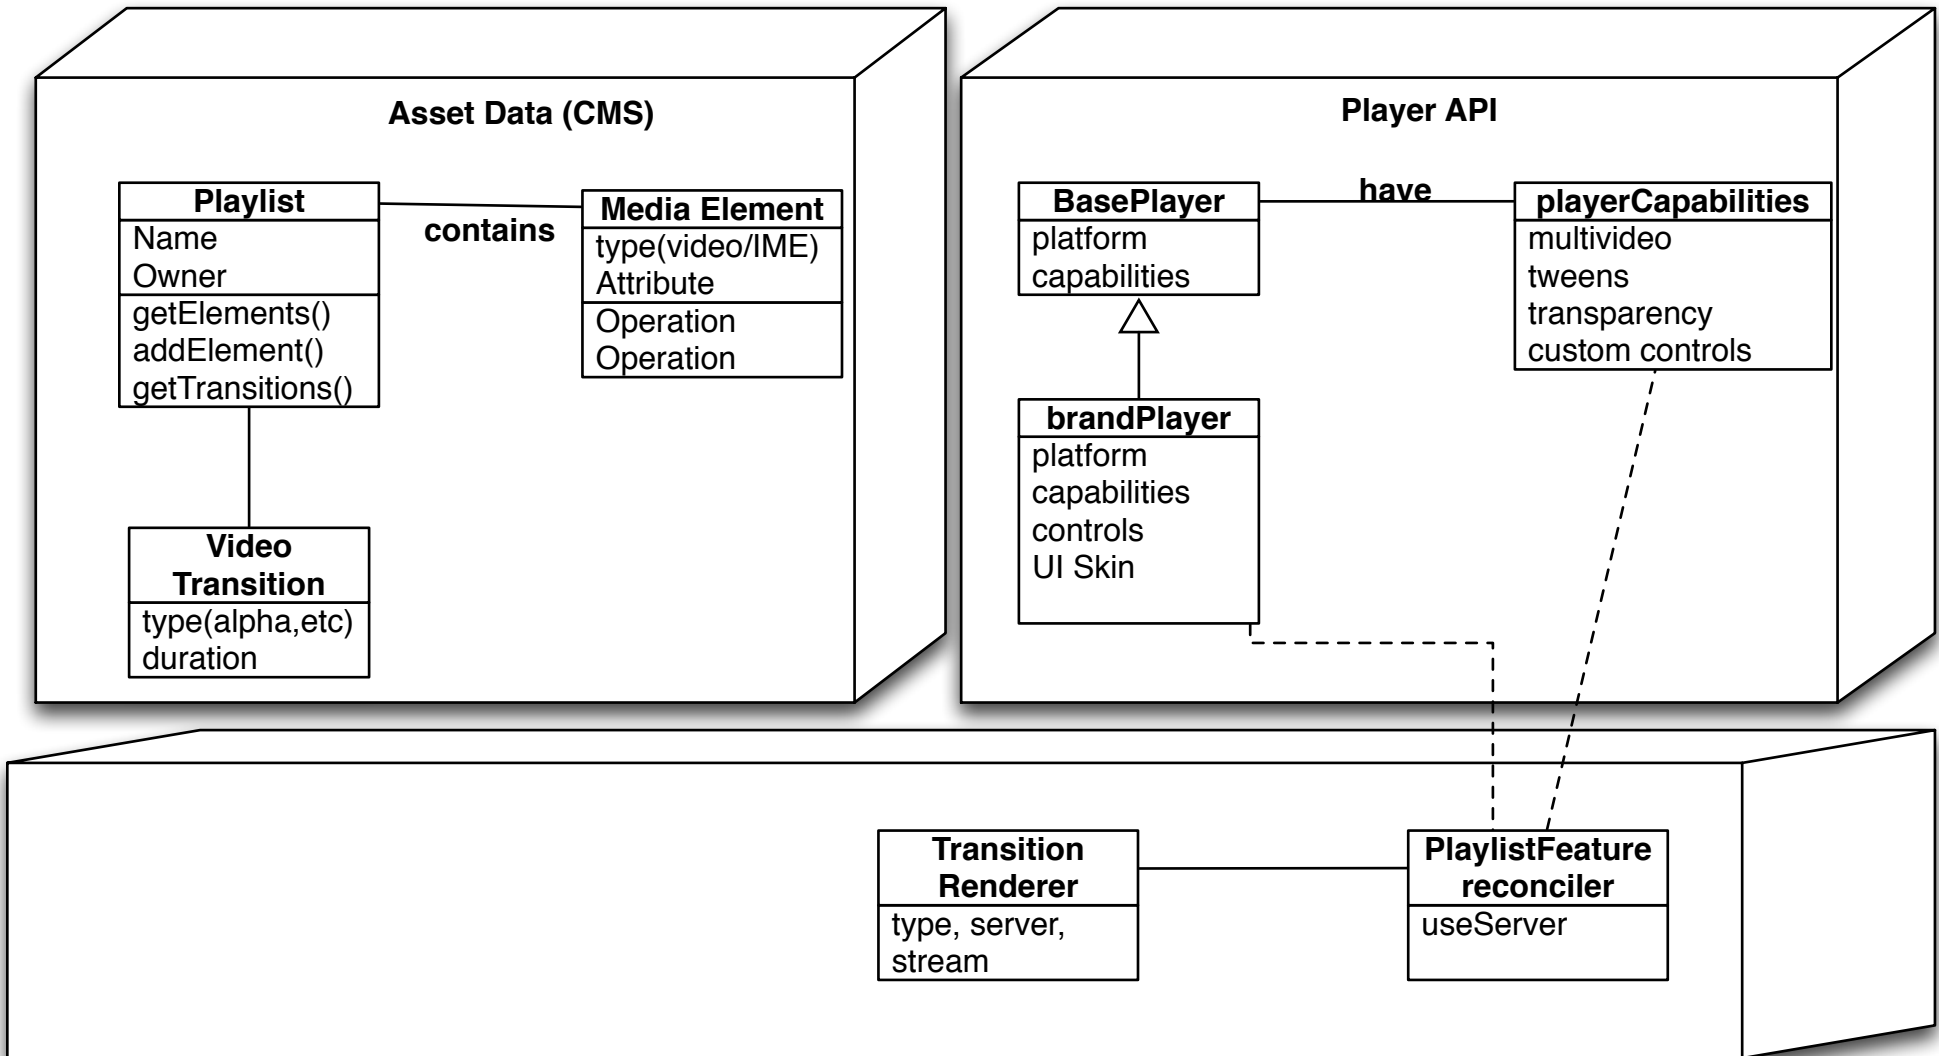 Asset Data (CMS)
Playlist
Name
Owner
getElements()
addElement()
getTransitions()
contains
Media Element
type(video/IME)
Attribute
Operation
Operation
Video
Transition
type(alpha,etc)
duration
Player API
BasePlayer
platform
capabilities
have
playerCapabilities
multivideo
tweens
transparency
custom controls
brandPlayer
platform
capabilities
controls
UI Skin
Transition
Renderer
type, server,
stream
PlaylistFeature
reconciler
useServer